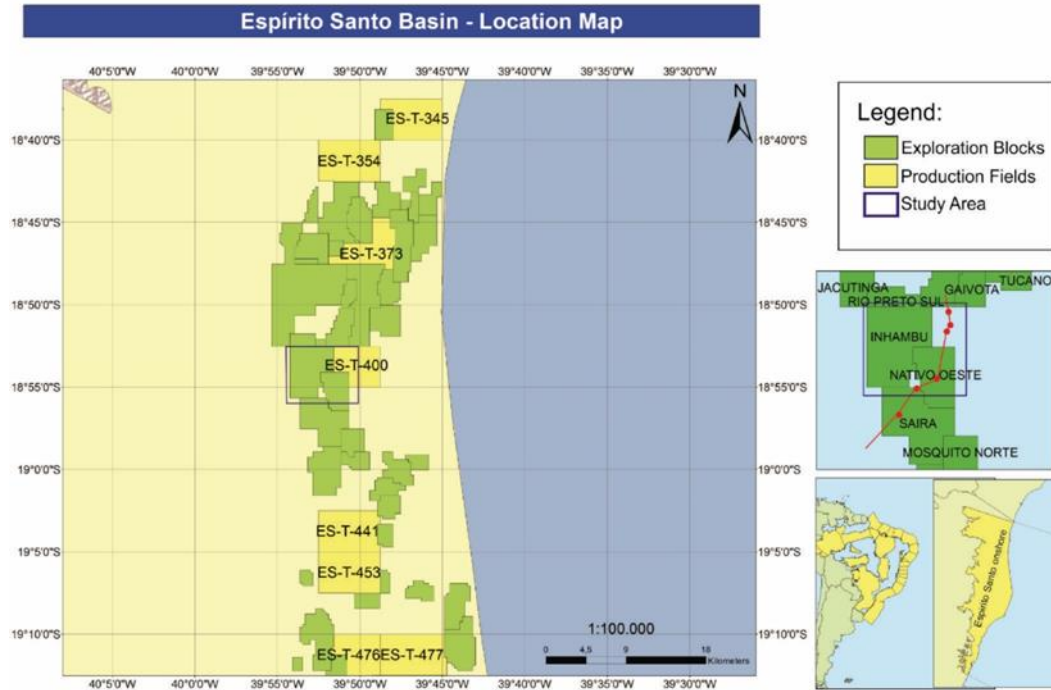 Espírito Santo Basin - Location Map
40°5'0"W 40°0'0"W 39°55'0"W 39°50'0"W 39°45'0"W 39°40'0"W 39°35'0"W 39°30'0"W
N
18°40'0"S 18°40'0"S
18°45'0"S 18°45'0"S
18°50'0"S 18°50'0"S
18°55'0"S 18°55'0"S
19°0'0"S 19°0'0"S
19°5'0"S 19°5'0"S
19°10'0"S 19°10'0"S
ES-T-345
ES-T-354
ES-T-373
ES-T-400
ES-T-441
ES-T-453
ES-T-476 ES-T-477
1:100.000
0 4,5 9 18
Kilometers
40°5'0"W 40°0'0"W 39°55'0"W 39°50'0"W 39°45'0"W 39°40'0"W 39°35'0"W 39°30'0"W
Legend:
Exploration Blocks
Production Fields
Study Area
TUCANO
JACUTINGA GAIVOTA
RIO PRETO SUL
INHAMBU
NATIVO OESTE
SAIRA
MOSQUITO NORTE
Espirito Santo onshore